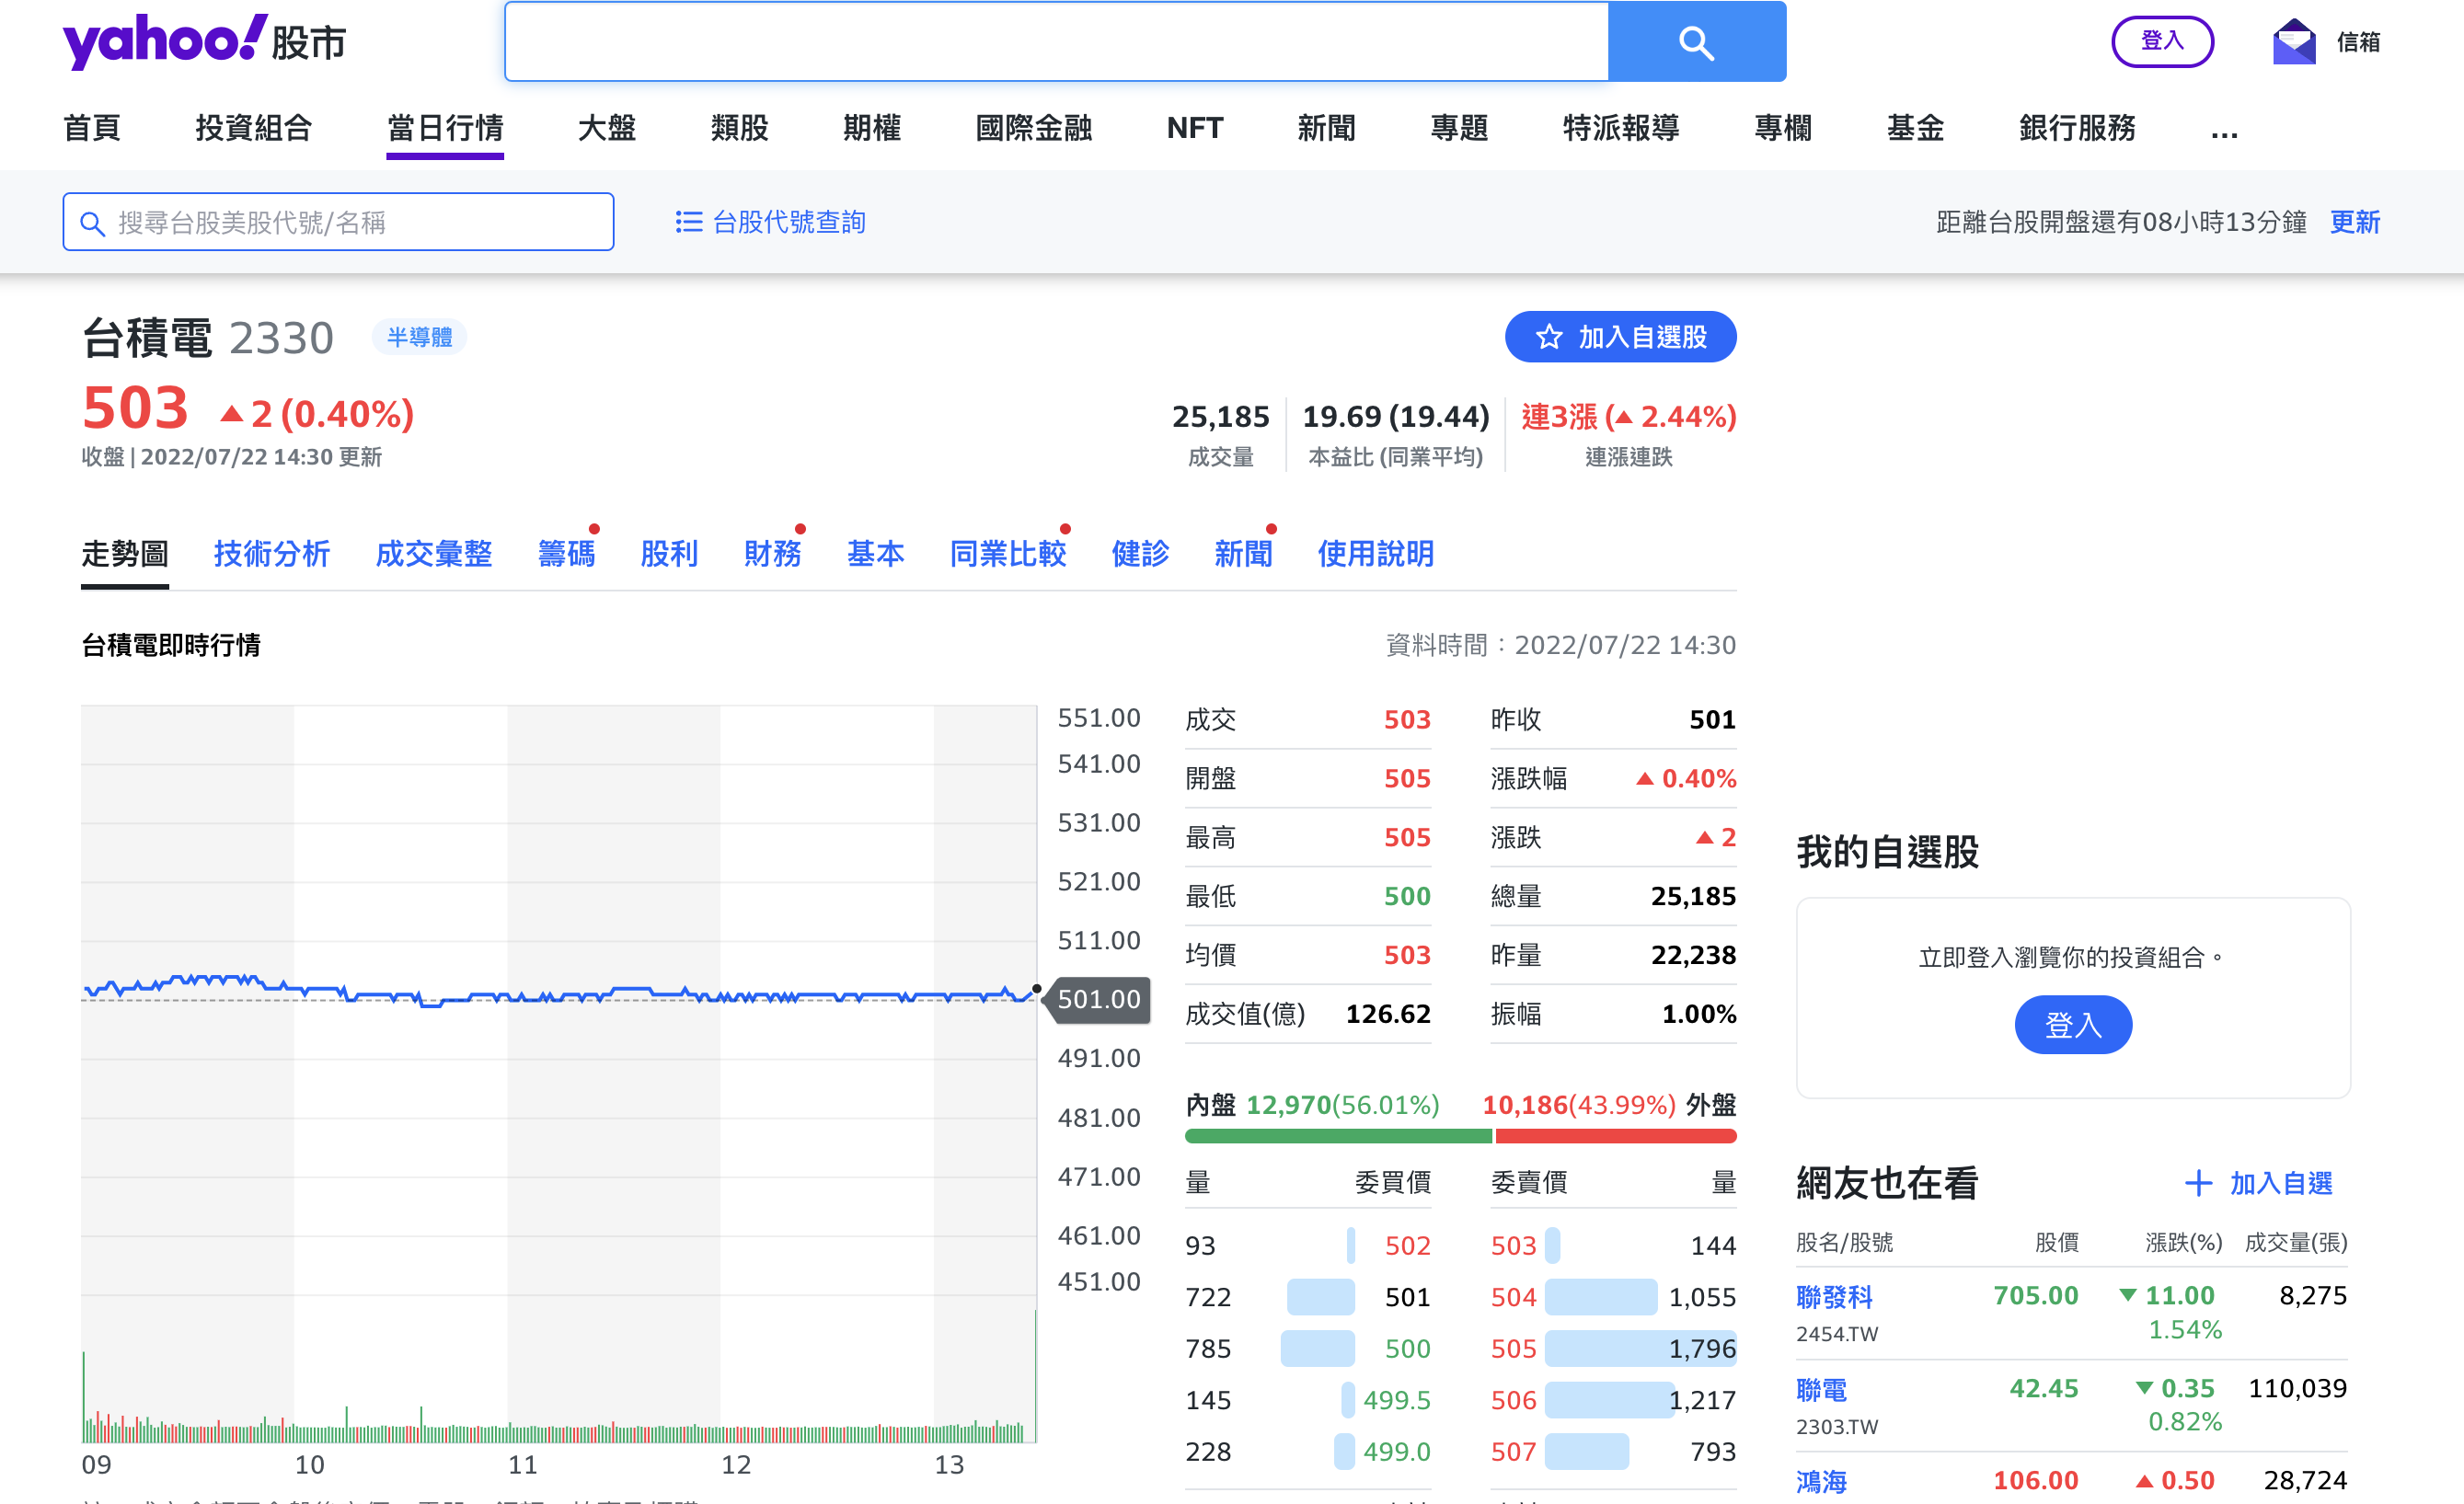 yahoo!股市
登入
信箱
首頁 投資組合 當日行情 大盤 類股 期權 國際金融 NFT 新聞 專題 特派報導 專欄 基金 銀行服務 ...
搜尋台股美股代號/名稱
台股代號查詢
距離台股開盤還有08小時13分鐘 更新
台積電 2330 半導體
加入自選股
503 ▲2 (0.40%)
收盤 | 2022/07/22 14:30 更新
25,185 19.69 (19.44) 連3漲 (▲ 2.44%)
成交量 本益比 (同業平均) 連漲連跌
走勢圖 技術分析 成交彙整 籌碼 股利 財務 基本 同業比較 健診 新聞 使用說明
台積電即時行情
資料時間:2022/07/22 14:30
551.00
541.00
531.00
521.00
511.00
501.00
491.00
481.00
471.00
461.00
451.00
09 10 11 12 13
成交 503 昨收 501
開盤 505 漲跌幅 ▲ 0.40%
最高 505 漲跌 ▲ 2
最低 500 總量 25,185
均價 503 昨量 22,238
成交值(億) 126.62 振幅 1.00%
內盤 12,970(56.01%) 10,186(43.99%) 外盤
量 委買價 委賣價 量
93 502 503 144
722 501 504 1,055
785 500 505 1,796
145 499.5 506 1,217
228 499.0 507 793
我的自選股
立即登入瀏覽你的投資組合。
登入
網友也在看
+ 加入自選
股名/股號 股價 漲跌(%) 成交量(張)
聯發科 705.00 ▼ 11.00 8,275
2454.TW 1.54%
聯電 42.45 ▼ 0.35 110,039
2303.TW 0.82%
鴻海 106.00 ▲ 0.50 28,724